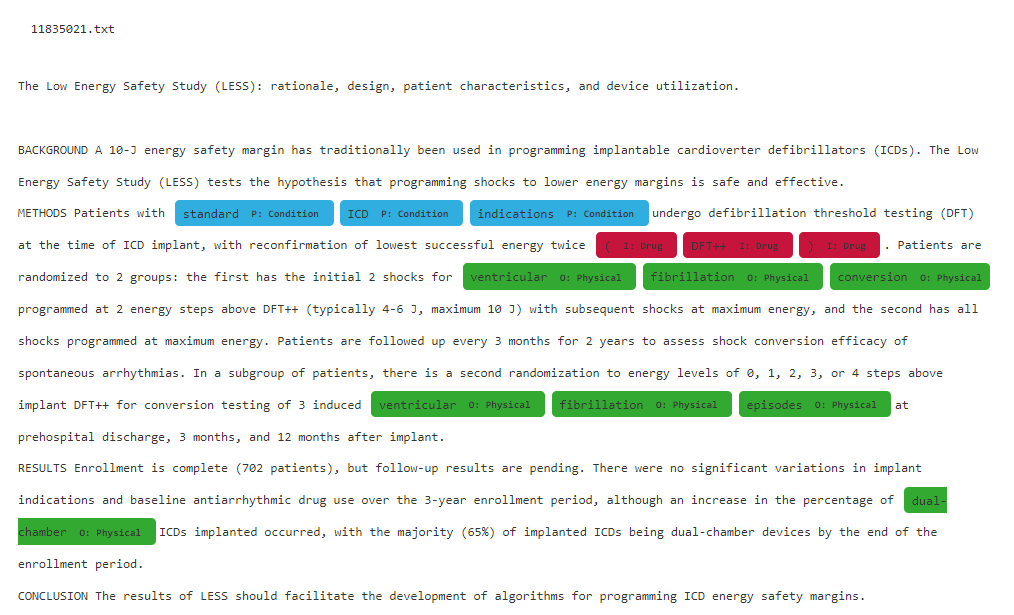 11835021.txt
The Low Energy Safety Study (LESS): rationale, design, patient characteristics, and device utilization.
BACKGROUND A 10-J energy safety margin has traditionally been used in programming implantable cardioverter defibrillators (ICDs). The Low
Energy Safety Study (LESS) tests the hypothesis that programming shocks to lower energy margins is safe and effective.
METHODS Patients with standard P: Condition ICD P: Condition indications P: Condition undergo defibrillation threshold testing (DFT)
at the time of ICD implant, with reconfirmation of lowest successful energy twice ( I: Drug DFT++ I: Drug ) I: Drug . Patients are
randomized to 2 groups: the first has the initial 2 shocks for ventricular O: Physical fibrillation O: Physical conversion O: Physical
programmed at 2 energy steps above DFT++ (typically 4-6 J, maximum 10 J) with subsequent shocks at maximum energy, and the second has all
shocks programmed at maximum energy. Patients are followed up every 3 months for 2 years to assess shock conversion efficacy of
spontaneous arrhythmias. In a subgroup of patients, there is a second randomization to energy levels of 0, 1, 2, 3, or 4 steps above
implant DFT++ for conversion testing of 3 induced ventricular O: Physical fibrillation O: Physical episodes O: Physical at
prehospital discharge, 3 months, and 12 months after implant.
RESULTS Enrollment is complete (702 patients), but follow-up results are pending. There were no significant variations in implant
indications and baseline antiarrhythmic drug use over the 3-year enrollment period, although an increase in the percentage of dual-
chamber O: Physical ICDs implanted occurred, with the majority (65%) of implanted ICDs being dual-chamber devices by the end of the
enrollment period.
CONCLUSION The results of LESS should facilitate the development of algorithms for programming ICD energy safety margins.